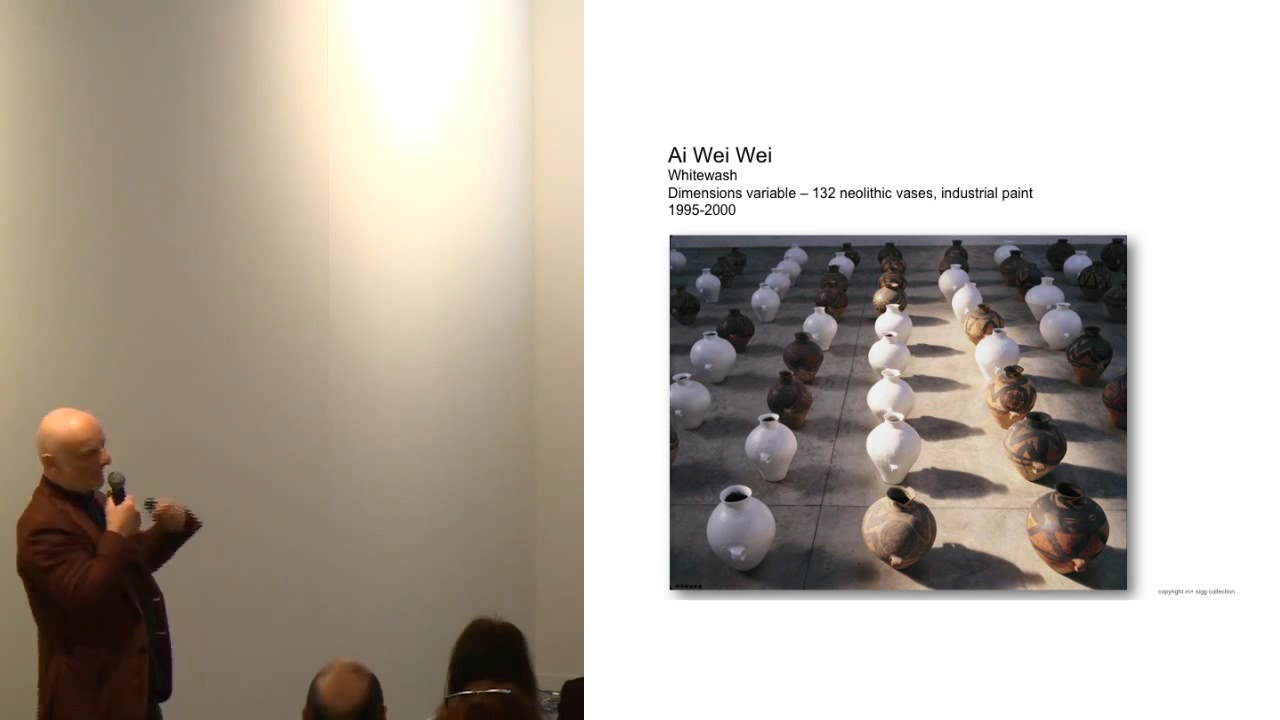 Ai Wei Wei
Whitewash
Dimensions variable – 132 neolithic vases, industrial paint
1995-2000
copyright m+ sigg collection